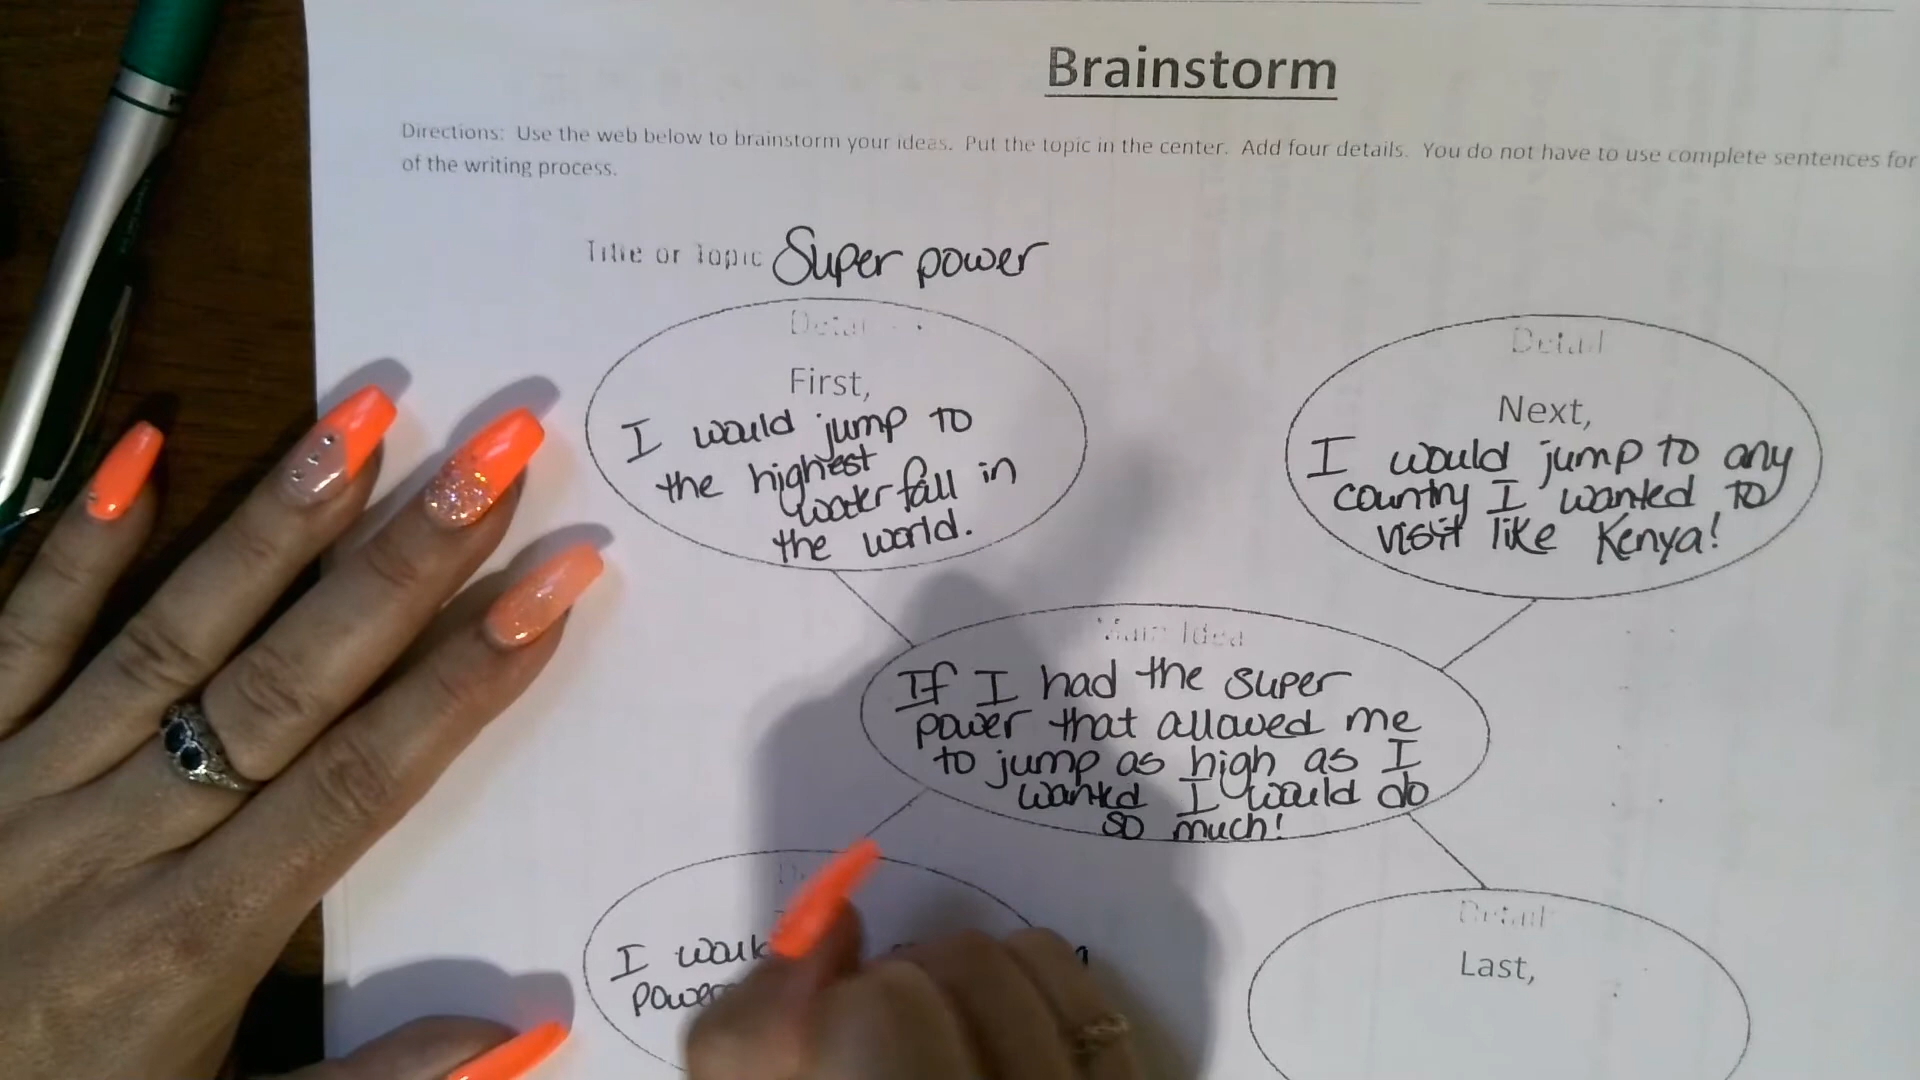 Brainstorm
Directions: Use the web below to brainstorm your ideas. Put the topic in the center. Add four details. You do not have to use complete sentences for
of the writing process.
Title or Topic Super power
Detail
First,
I would jump to
the highest
waterfall in
the world.
Detail
Next,
I would jump to any
country I wanted to
visit like Kenya!
Main Idea
If I had the super
power that allowed me
to jump as high as I
wanted I would do
so much!
I
power
Detail
Last,